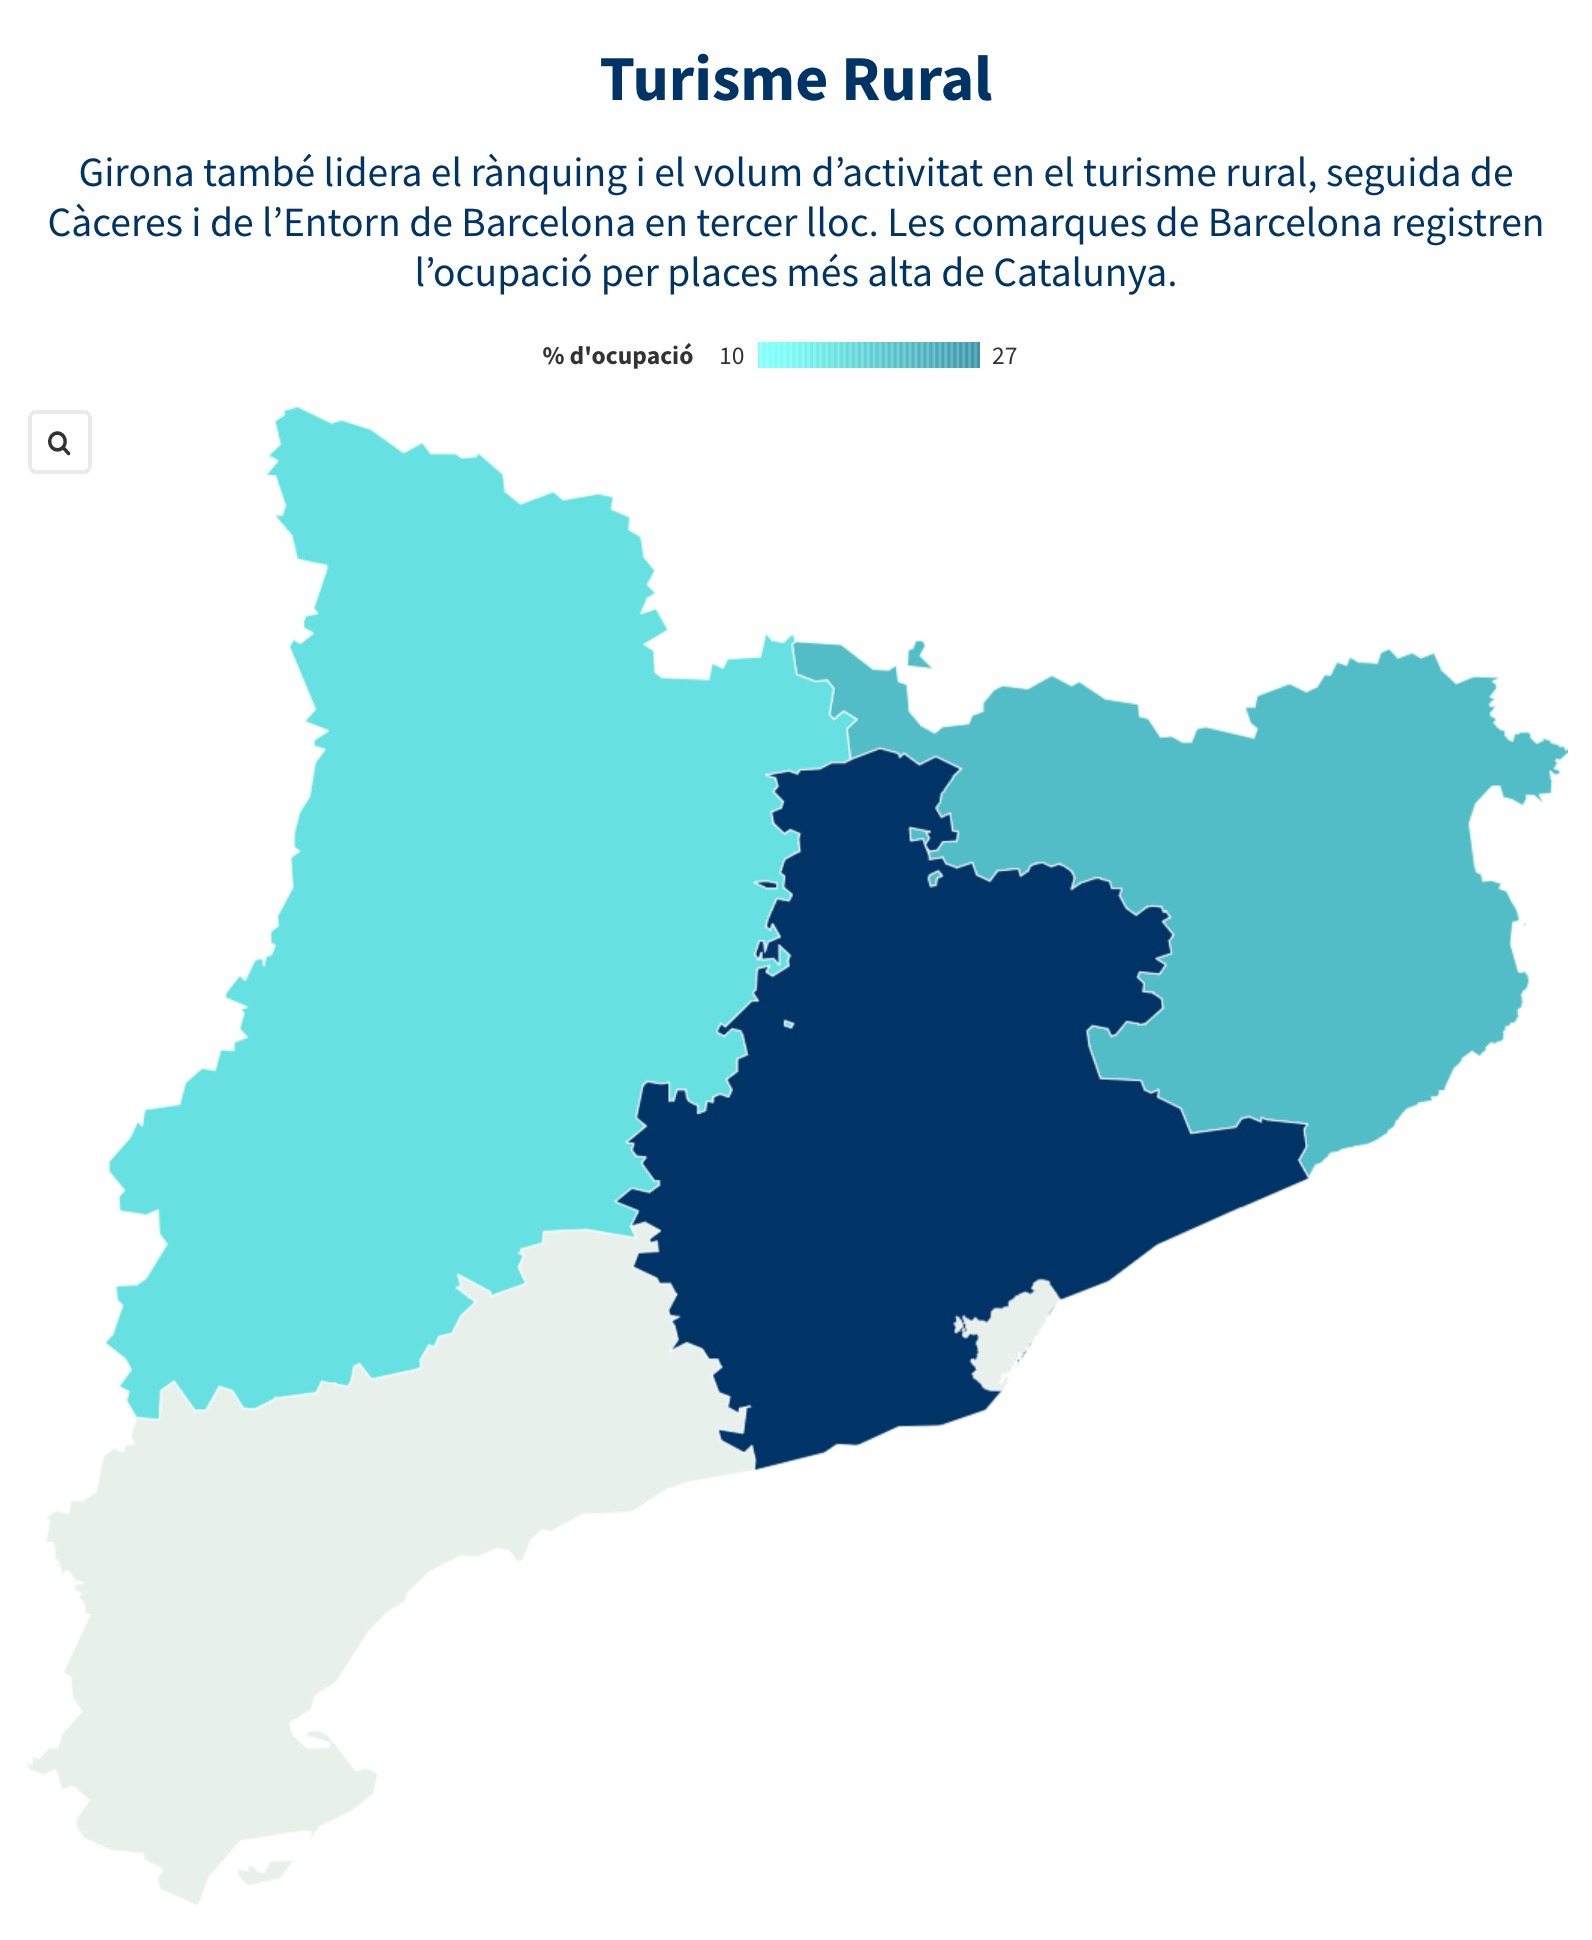 Turisme Rural
Girona també lidera el rànquing i el volum d’activitat en el turisme rural, seguida de
Càceres i de l’Entorn de Barcelona en tercer lloc. Les comarques de Barcelona registren
l’ocupació per places més alta de Catalunya.
% d'ocupació 10 27